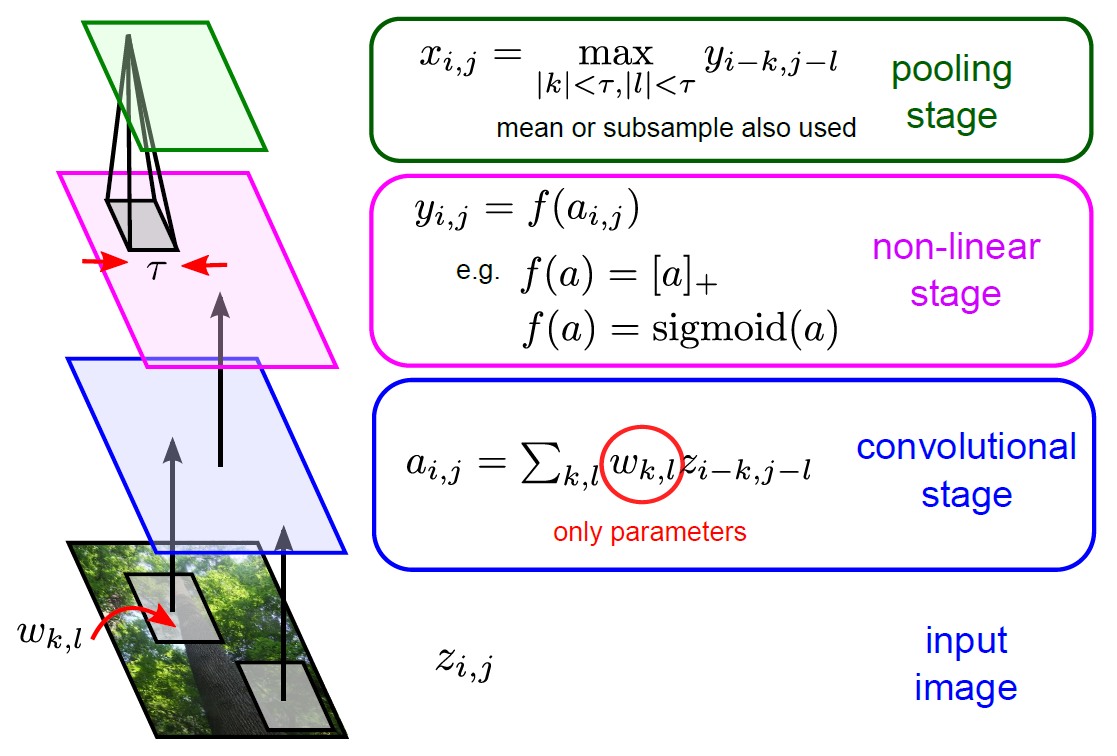 x_{i,j} = max_{|k|<τ,|l|<τ} y_{i−k,j−l}
pooling
stage
mean or subsample also used
y_{i,j} = f(a_{i,j})
e.g. f(a) = [a]_+
f(a) = sigmoid(a)
non-linear
stage
τ
a_{i,j} = ∑_{k,l} w_{k,l} z_{i−k,j−l}
only parameters
convolutional
stage
w_{k,l}
z_{i,j}
input
image